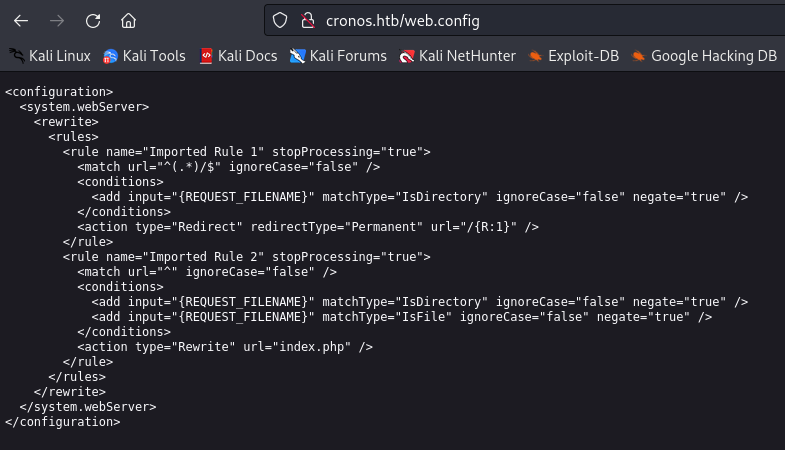 cronos.htb/web.config
Kali Linux Kali Tools Kali Docs Kali Forums Kali NetHunter Exploit-DB Google Hacking DB
<configuration>
  <system.webServer>
    <rewrite>
      <rules>
        <rule name="Imported Rule 1" stopProcessing="true">
          <match url="^(.*)/$" ignoreCase="false" />
          <conditions>
            <add input="{REQUEST_FILENAME}" matchType="IsDirectory" ignoreCase="false" negate="true" />
          </conditions>
          <action type="Redirect" redirectType="Permanent" url="/{R:1}" />
        </rule>
        <rule name="Imported Rule 2" stopProcessing="true">
          <match url="^" ignoreCase="false" />
          <conditions>
            <add input="{REQUEST_FILENAME}" matchType="IsDirectory" ignoreCase="false" negate="true" />
            <add input="{REQUEST_FILENAME}" matchType="IsFile" ignoreCase="false" negate="true" />
          </conditions>
          <action type="Rewrite" url="index.php" />
        </rule>
      </rules>
    </rewrite>
  </system.webServer>
</configuration>